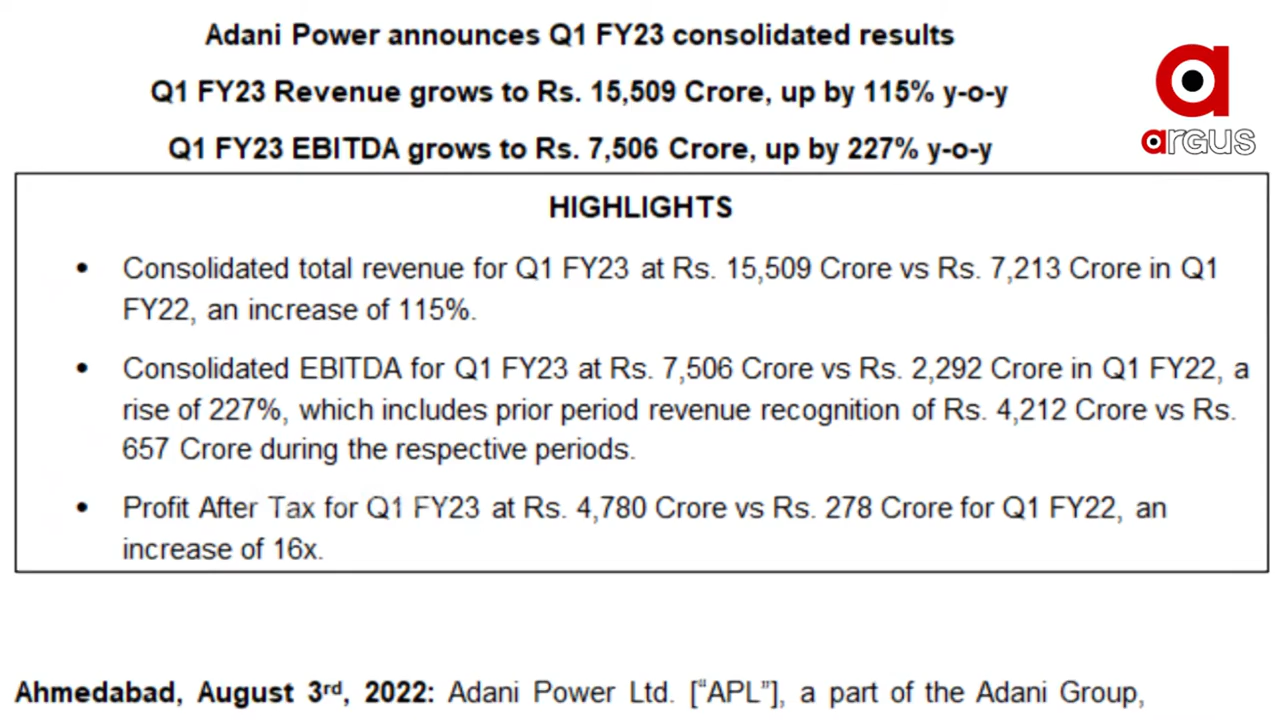 Adani Power announces Q1 FY23 consolidated results
Q1 FY23 Revenue grows to Rs. 15,509 Crore, up by 115% y-o-y
Q1 FY23 EBITDA grows to Rs. 7,506 Crore, up by 227% y-o-y
a
argus
HIGHLIGHTS
• Consolidated total revenue for Q1 FY23 at Rs. 15,509 Crore vs Rs. 7,213 Crore in Q1
FY22, an increase of 115%.
• Consolidated EBITDA for Q1 FY23 at Rs. 7,506 Crore vs Rs. 2,292 Crore in Q1 FY22, a
rise of 227%, which includes prior period revenue recognition of Rs. 4,212 Crore vs Rs.
657 Crore during the respective periods.
• Profit After Tax for Q1 FY23 at Rs. 4,780 Crore vs Rs. 278 Crore for Q1 FY22, an
increase of 16x.
Ahmedabad, August 3rd, 2022: Adani Power Ltd. [“APL”], a part of the Adani Group,